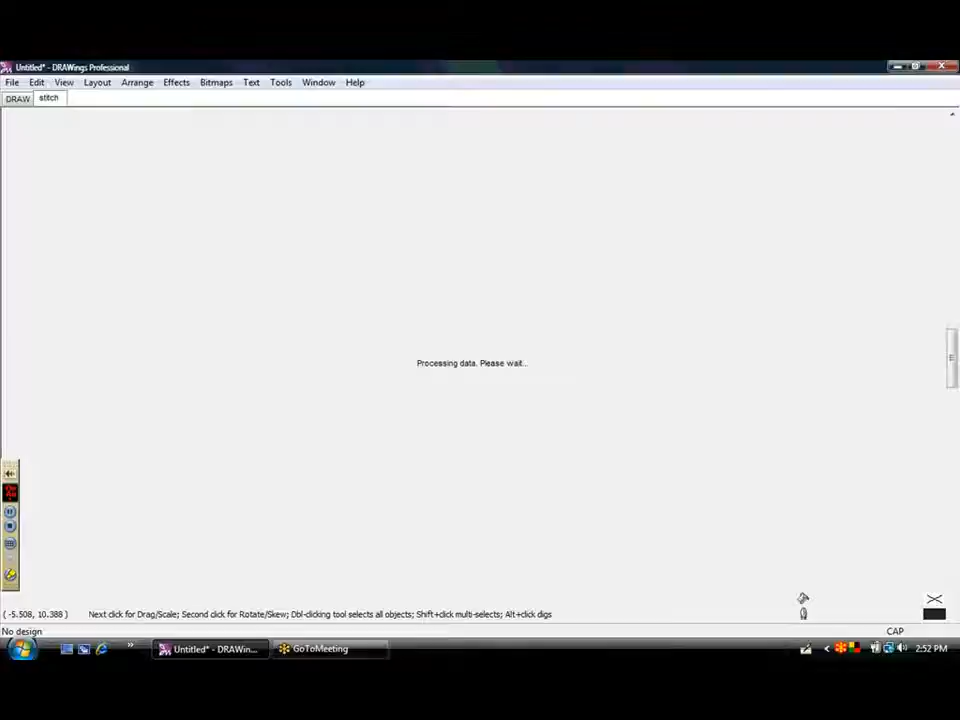 Untitled* - DRAWings Professional
File Edit View Layout Arrange Effects Bitmaps Text Tools Window Help
DRAW stitch
Processing data. Please wait...
( -5.508, 10.388 ) Next click for Drag/Scale; Second click for Rotate/Skew; Dbl-clicking tool selects all objects; Shift+click multi-selects; Alt+click digs
No design CAP
Untitled* - DRAWin... GoToMeeting 2:52 PM